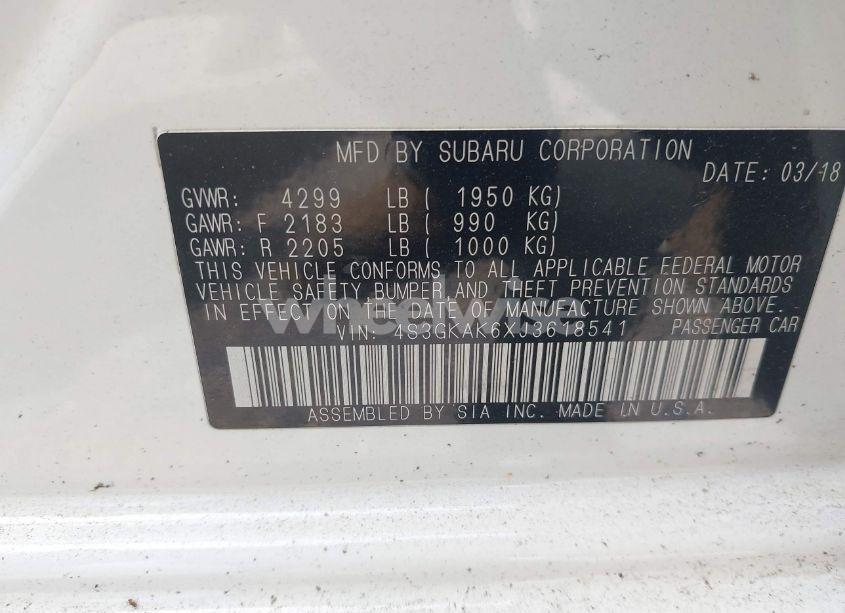 MFD BY SUBARU CORPORATION
DATE: 03/18
GVWR: 4299 LB ( 1950 KG)
GAWR: F 2183 LB ( 990 KG)
GAWR: R 2205 LB ( 1000 KG)
THIS VEHICLE CONFORMS TO ALL APPLICABLE FEDERAL MOTOR
VEHICLE SAFETY BUMPER AND THEFT PREVENTION STANDARDS
IN EFFECT ON THE DATE OF MANUFACTURE SHOWN ABOVE.
wheelwise
VIN: 4S3GKAK6XJ3618541 PASSENGER CAR
ASSEMBLED BY SIA INC. MADE IN U.S.A.